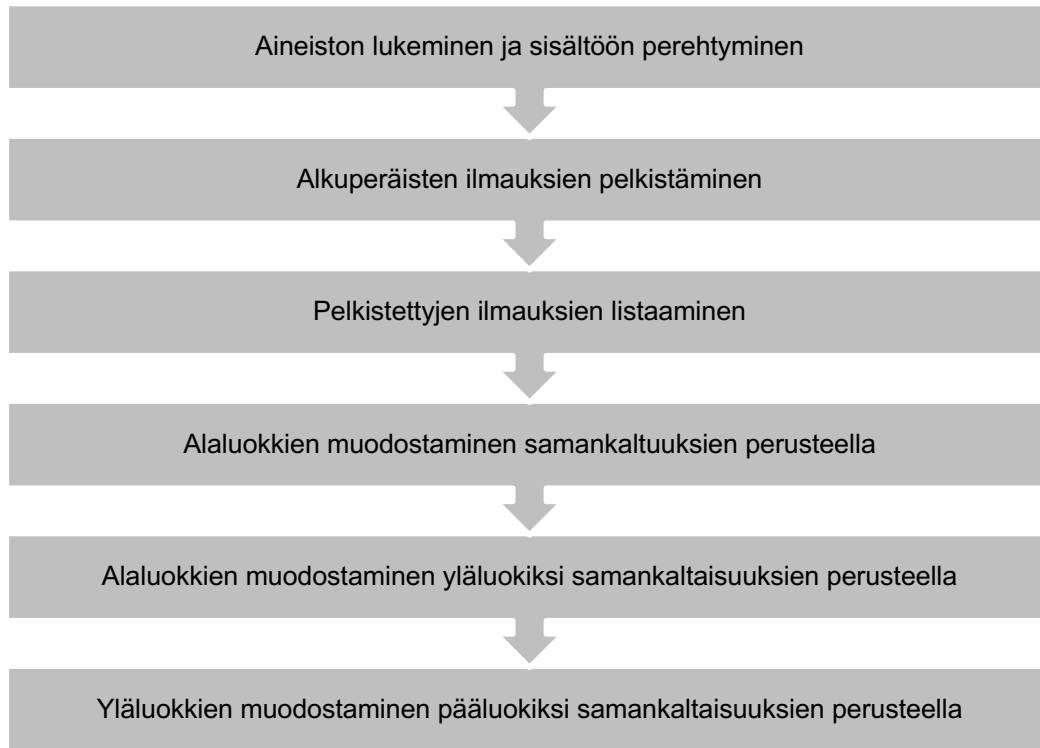 Aineiston lukeminen ja sisältöön perehtyminen
Alkuperäisten ilmauksien pelkistäminen
Pelkistettyjen ilmauksien listaaminen
Alaluokkien muodostaminen samankaltuuksien perusteella
Alaluokkien muodostaminen yläluokiksi samankaltaisuuksien perusteella
Yläluokkien muodostaminen pääluokiksi samankaltaisuuksien perusteella